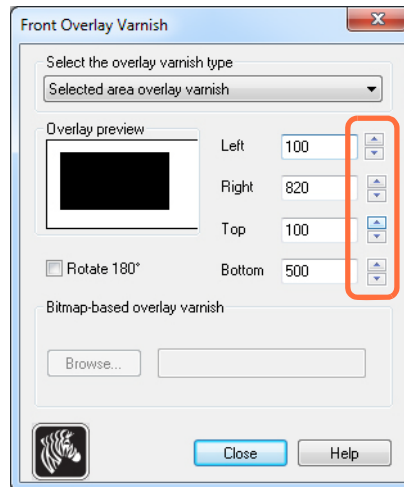 Front Overlay Varnish
x
Select the overlay varnish type
Selected area overlay varnish
Overlay preview
Left 100
Right 820
Top 100
Rotate 180° Bottom 500
Bitmap-based overlay varnish
Browse...
Close Help